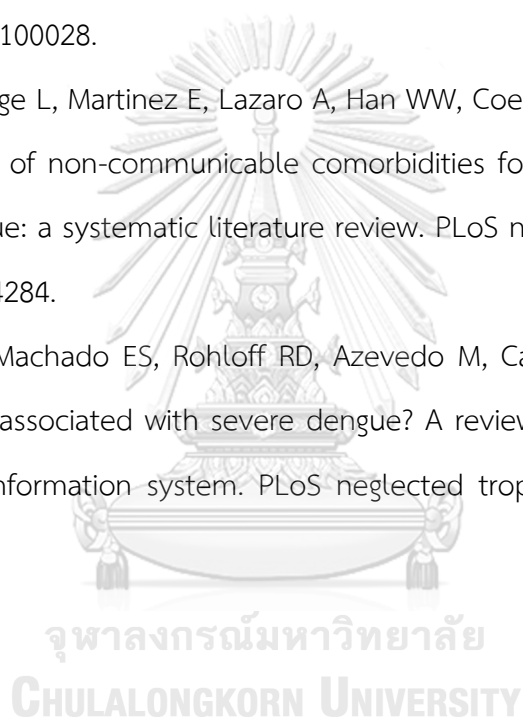 100028.
ge L, Martinez E, Lazaro A, Han WW, Coe
of non-communicable comorbidities fo
ue: a systematic literature review. PLoS n
4284.
Machado ES, Rohloff RD, Azevedo M, Ca
associated with severe dengue? A review
nformation system. PLoS neglected trop
จุฬาลงกรณ์มหาวิทยาลัย
CHULALONGKORN UNIVERSITY